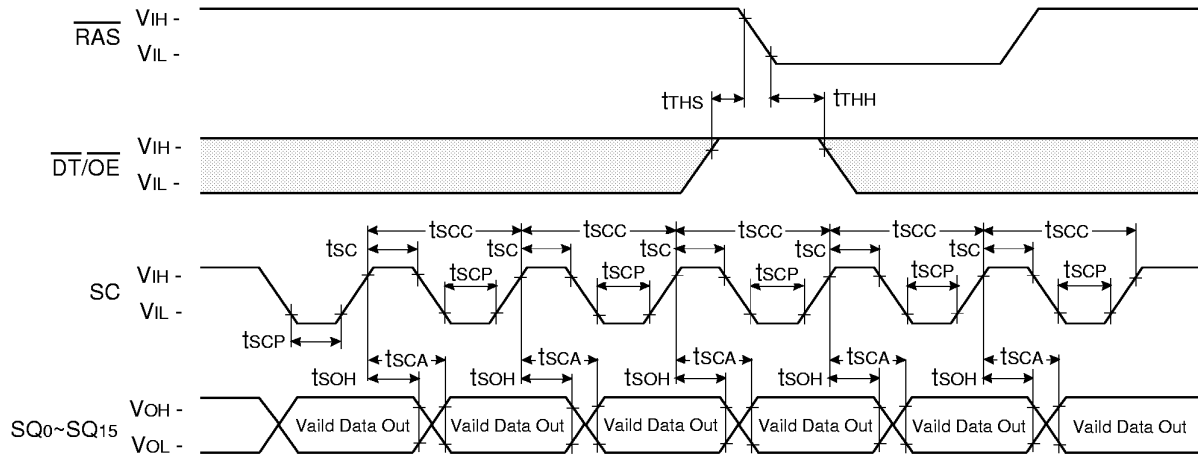 RAS
VIH -
VIL -
tTHS
tTHH
DT/OE
VIH -
VIL -
tSCC tSCC tSCC tSCC tSCC
tSC tSC tSC tSC tSC
SC
VIH -
VIL -
tSCP tSCP tSCP tSCP tSCP
tSCP
tSCA tSCA tSCA tSCA tSCA
tSOH tSOH tSOH tSOH tSOH
SQ0~SQ15
VOH -
VOL -
Vaild Data Out Vaild Data Out Vaild Data Out Vaild Data Out Vaild Data Out Vaild Data Out